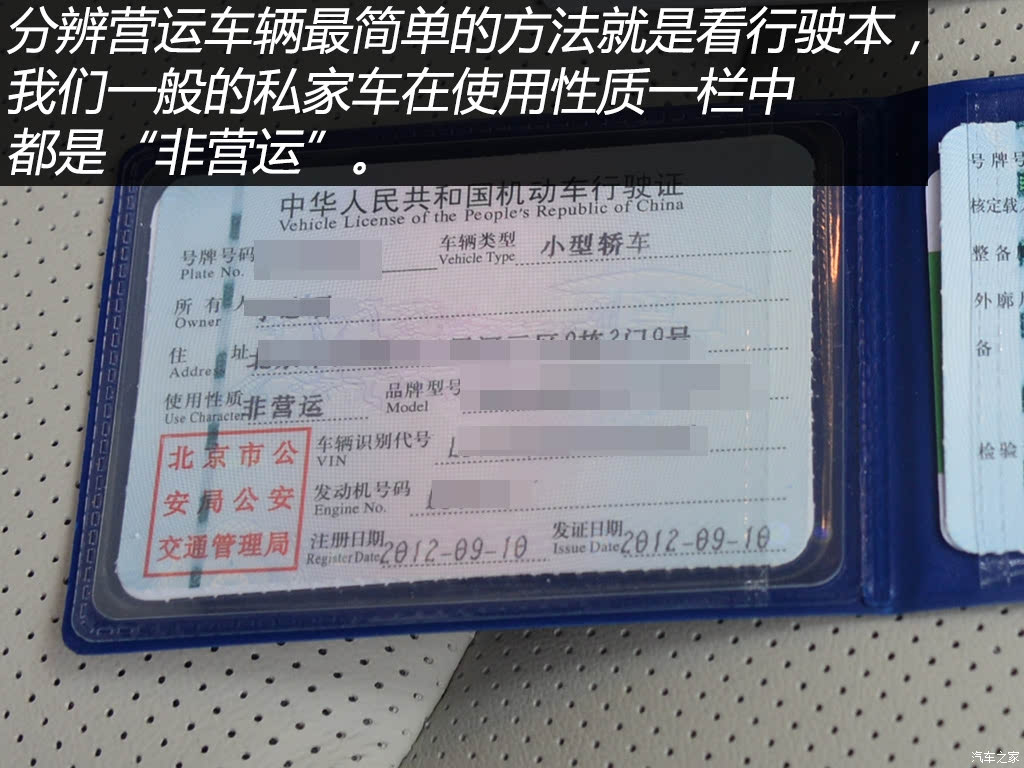 分辨营运车辆最简单的方法就是看行驶本，
我们一般的私家车在使用性质一栏中
都是“非营运”。
中华人民共和国机动车行驶证
Vehicle License of the People's Republic of China
号牌号码
Plate No.
车辆类型 小型轿车
Vehicle Type
所有人
Owner
住址
Address
使用性质 非营运
Use Character
品牌型号
Model
北京市公
安局公安
交通管理局
车辆识别代号
VIN
发动机号码
Engine No.
注册日期 2012-09-10
Register Date
发证日期 2012-09-10
Issue Date
号牌号
核定载
整备
外廓
备
检验
汽车之家